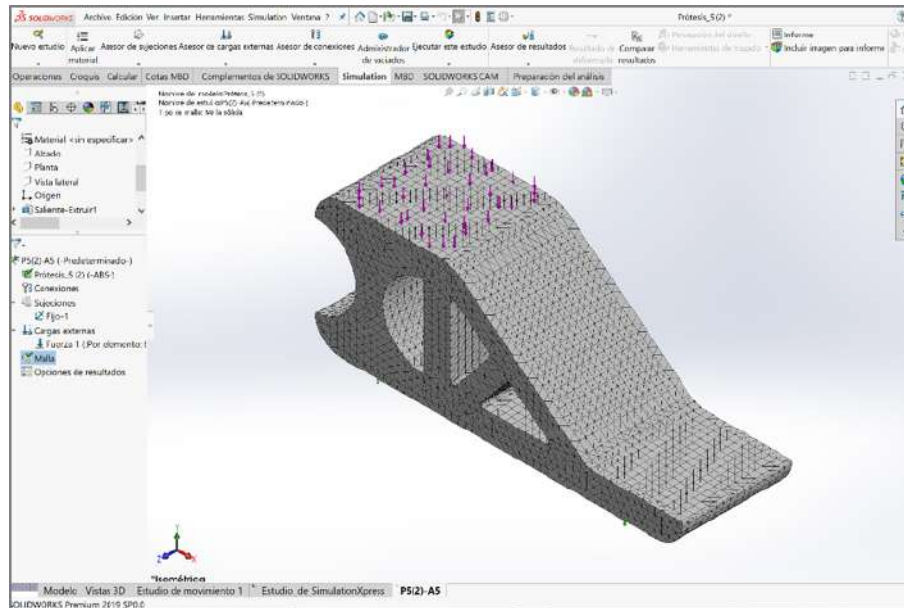 SOLIDWORKS Archivo Edición Ver Insertar Herramientas Simulation Ventana ? Prótesis_5 (2) *
Nuevo estudio Aplicar material Asesor de sujeciones Asesor de cargas externas Asesor de conexiones Administrador de vaciados Ejecutar este estudio Asesor de resultados Comparar resultados Informe
Incluir imagen para informe
Operaciones Croquis Calcular Cotas MBD Complementos de SOLIDWORKS Simulation MBD SOLIDWORKS CAM Preparación del análisis
Material <sin especificar>
Alzado
Planta
Vista lateral
Origen
Saliente-Extruir1
P5(2)-A5 (-Predeterminado-)
Prótesis_5 (2) (-ABS-)
Conexiones
Sujeciones
Fijo-1
Cargas externas
Fuerza 1 (:Por elemento:
Malla
Opciones de resultados
Y
Z
X
*Isométrica
Modelo Vistas 3D Estudio de movimiento 1 Estudio de SimulationXpress P5(2)-A5
SOLIDWORKS Premium 2019 SP0.0